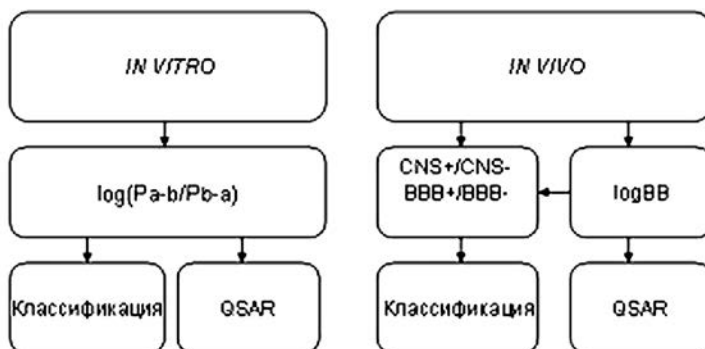 IN VITRO
IN VIVO
log(Pa-b/Pb-a)
CNS+/CNS-
BBB+/BBB-
logBB
Классификация
QSAR
Классификация
QSAR